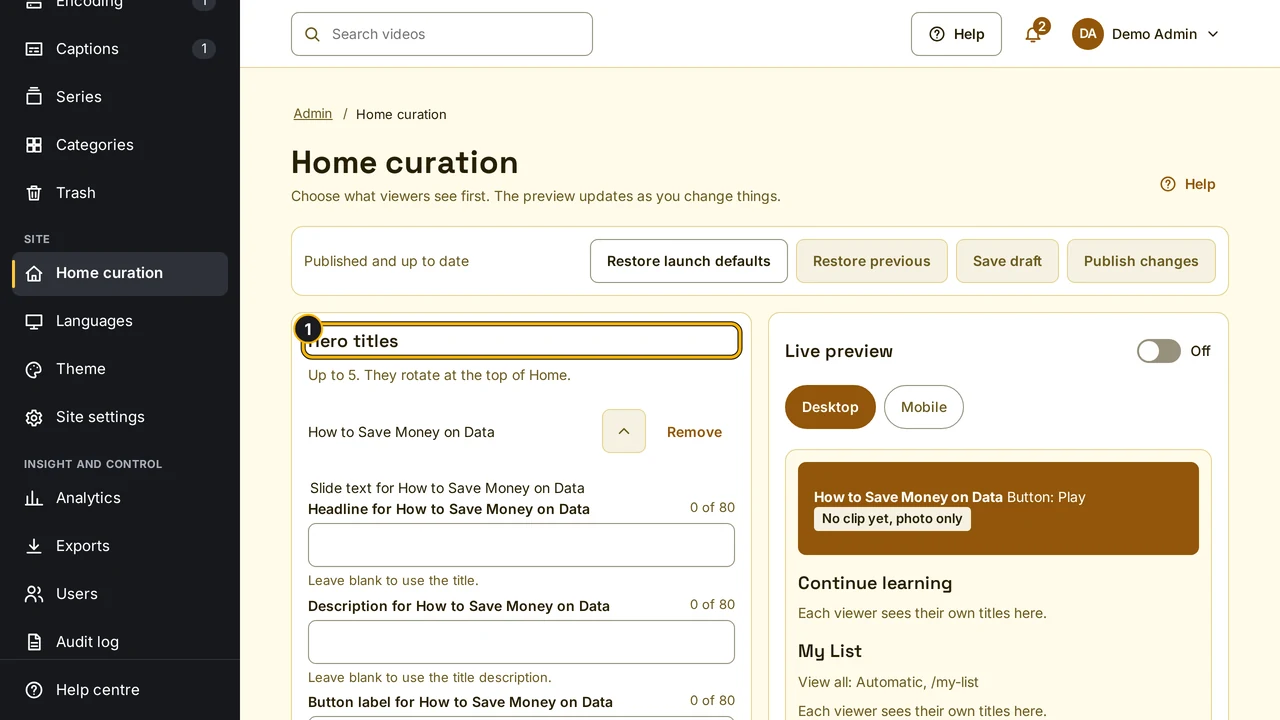 Encoding 1
Captions 1
Series
Categories
Trash
SITE
Home curation
Languages
Theme
Site settings
INSIGHT AND CONTROL
Analytics
Exports
Users
Audit log
Help centre
Search videos
Help
2
DA Demo Admin
Admin / Home curation
Home curation
Choose what viewers see first. The preview updates as you change things.
Help
Published and up to date
Restore launch defaults
Restore previous
Save draft
Publish changes
1
Hero titles
Up to 5. They rotate at the top of Home.
How to Save Money on Data
Remove
Slide text for How to Save Money on Data
Headline for How to Save Money on Data 0 of 80
Leave blank to use the title.
Description for How to Save Money on Data 0 of 80
Leave blank to use the title description.
Button label for How to Save Money on Data 0 of 80
Live preview
Off
Desktop
Mobile
How to Save Money on Data Button: Play
No clip yet, photo only
Continue learning
Each viewer sees their own titles here.
My List
View all: Automatic, /my-list
Each viewer sees their own titles here.